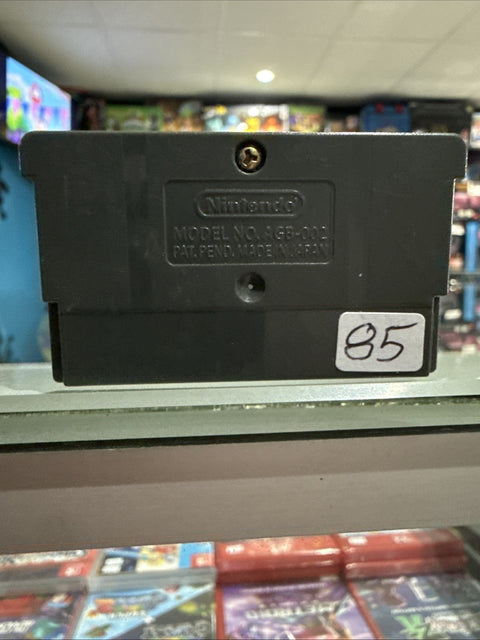 Nintendo
MODEL NO. AGB-002
PAT. PEND. MADE IN JAPAN
85